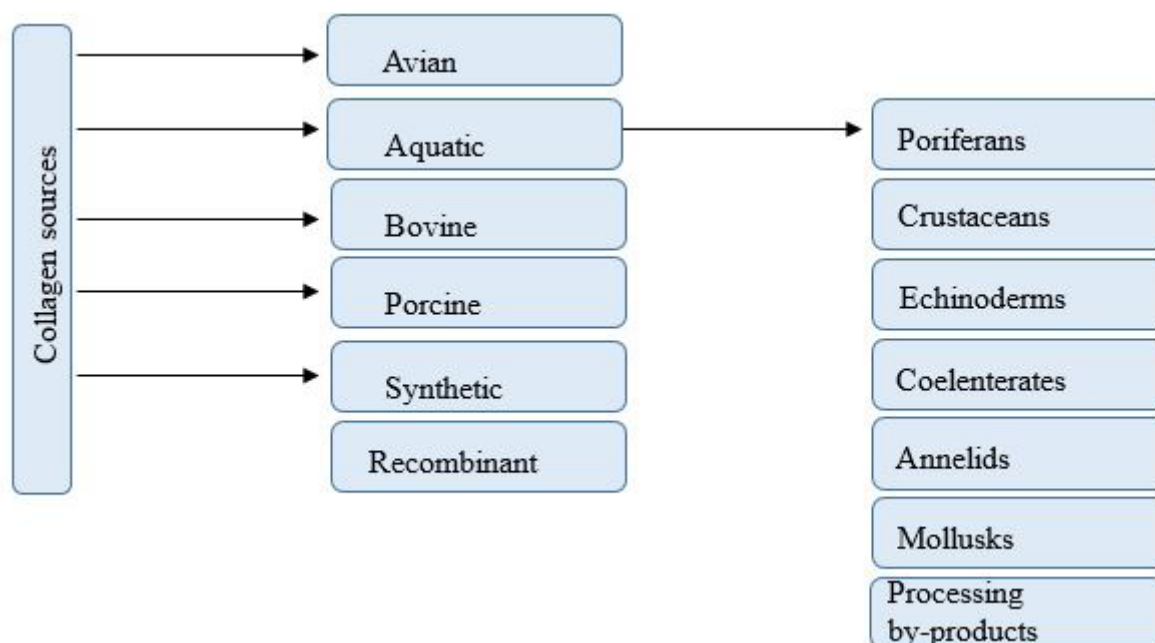 Collagen sources
Avian
Aquatic
Bovine
Porcine
Synthetic
Recombinant
Poriferans
Crustaceans
Echinoderms
Coelenterates
Annelids
Mollusks
Processing
by-products